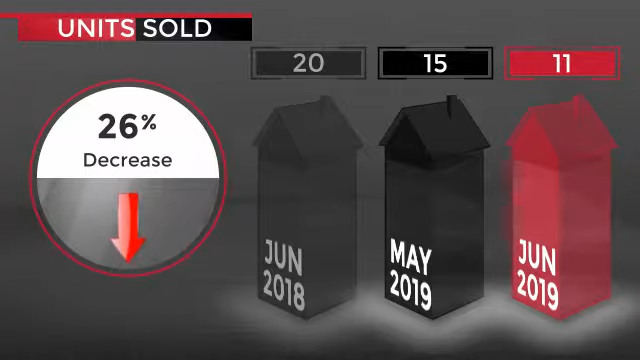 UNITS SOLD
20 15 11
26%
Decrease
JUN
2018
MAY
2019
JUN
2019